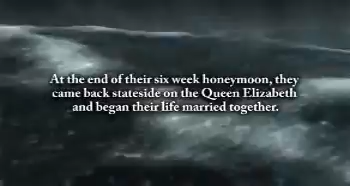 At the end of their six week honeymoon, they
came back stateside on the Queen Elizabeth
and began their life married together.